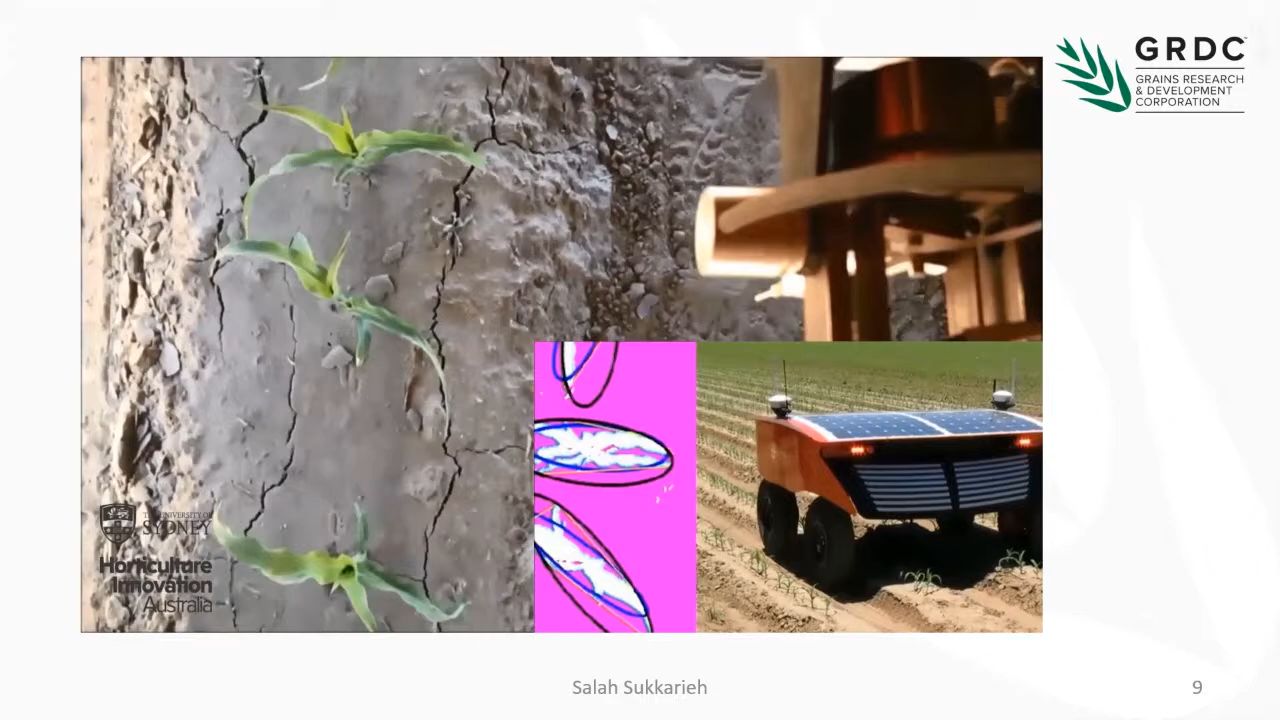 GRDC
GRAINS RESEARCH
& DEVELOPMENT
CORPORATION
THE UNIVERSITY OF
SYDNEY
Horticulture
Innovation
Australia
Salah Sukkarieh
9